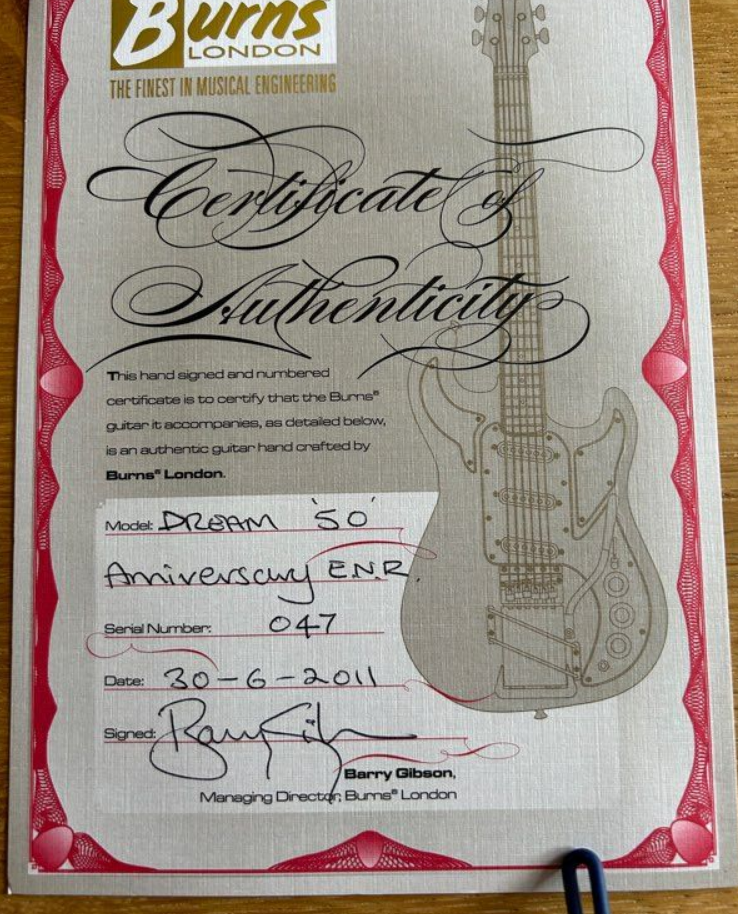 Burns
LONDON
THE FINEST IN MUSICAL ENGINEERING
Certificate of
Authenticity
This hand signed and numbered
certificate is to certify that the Burns®
guitar it accompanies, as detailed below,
is an authentic guitar hand crafted by
Burns® London.
Model: DREAM '50'
Anniversary E.N.R.
Serial Number: 047
Date: 30-6-2011
Signed:
Barry Gibson,
Managing Director, Burns® London